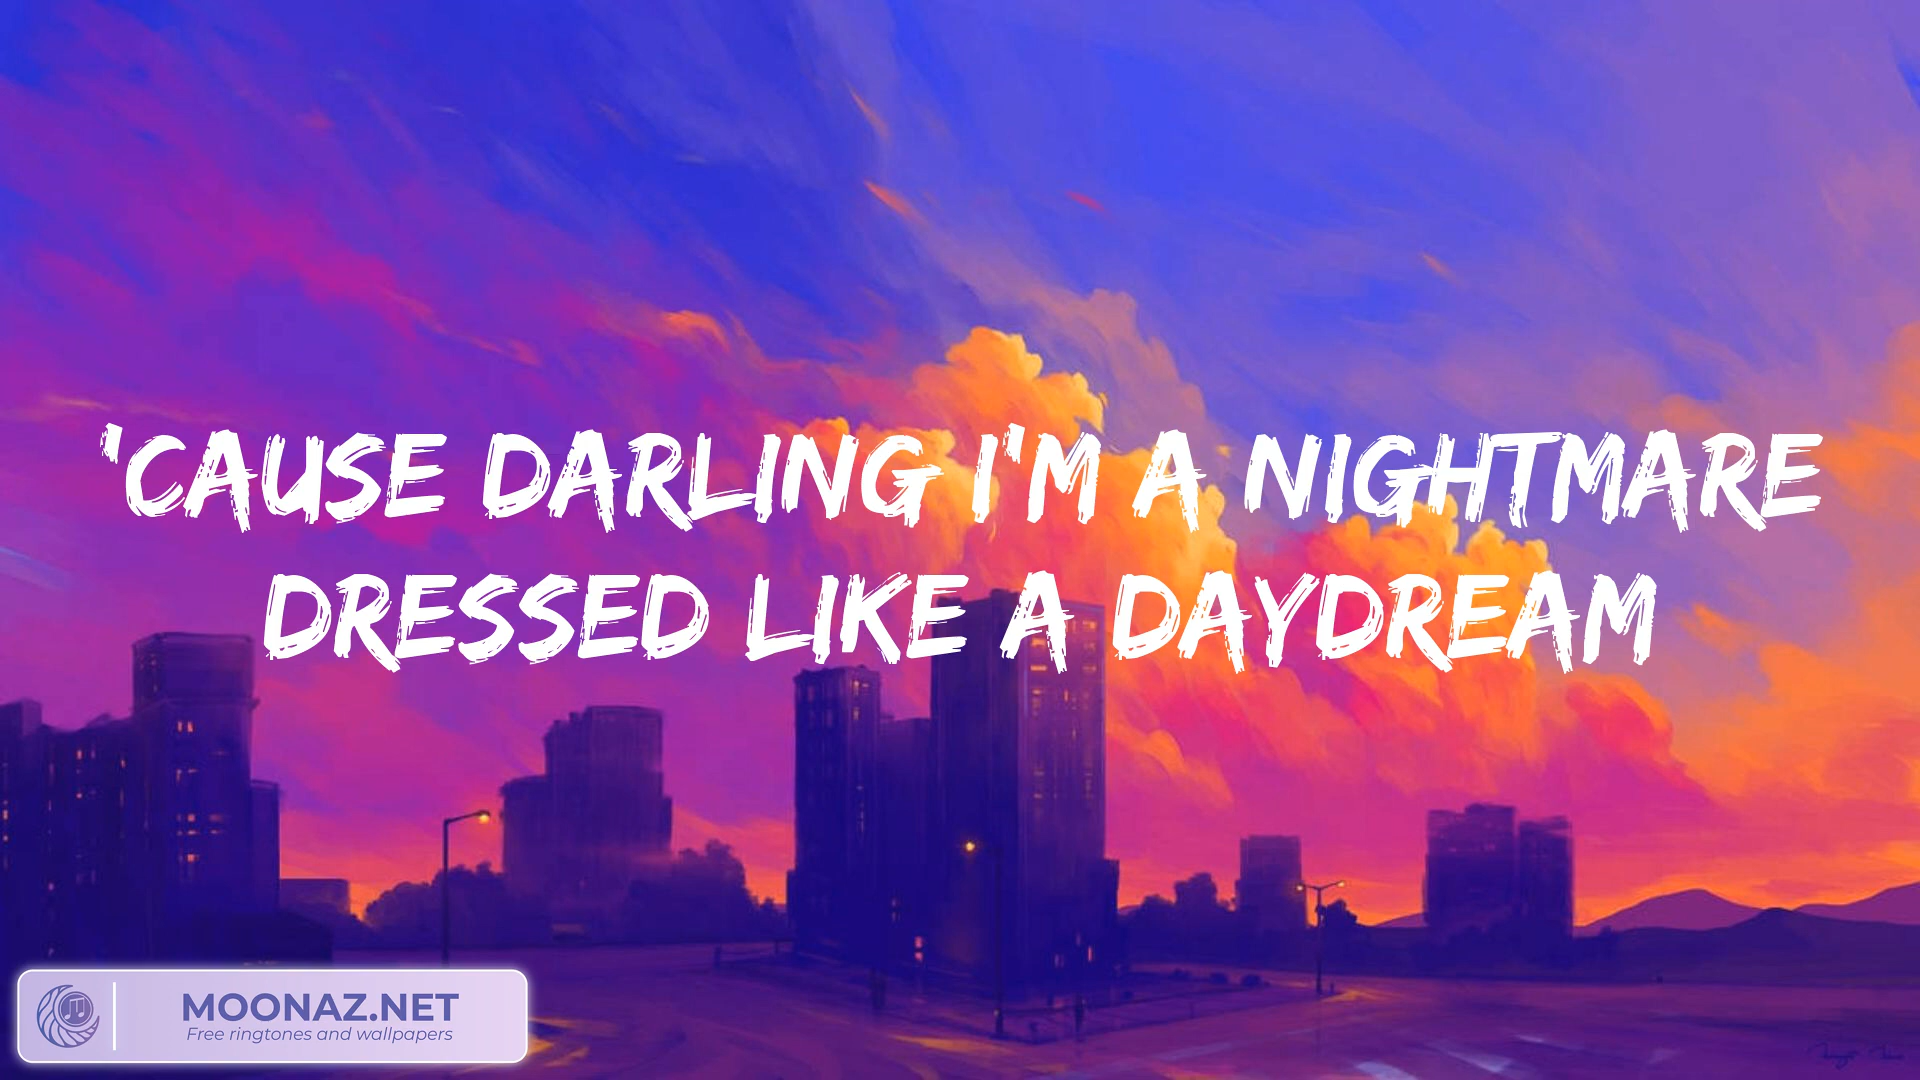 'CAUSE DARLING I'M A NIGHTMARE
DRESSED LIKE A DAYDREAM
MOONAZ.NET
Free ringtones and wallpapers